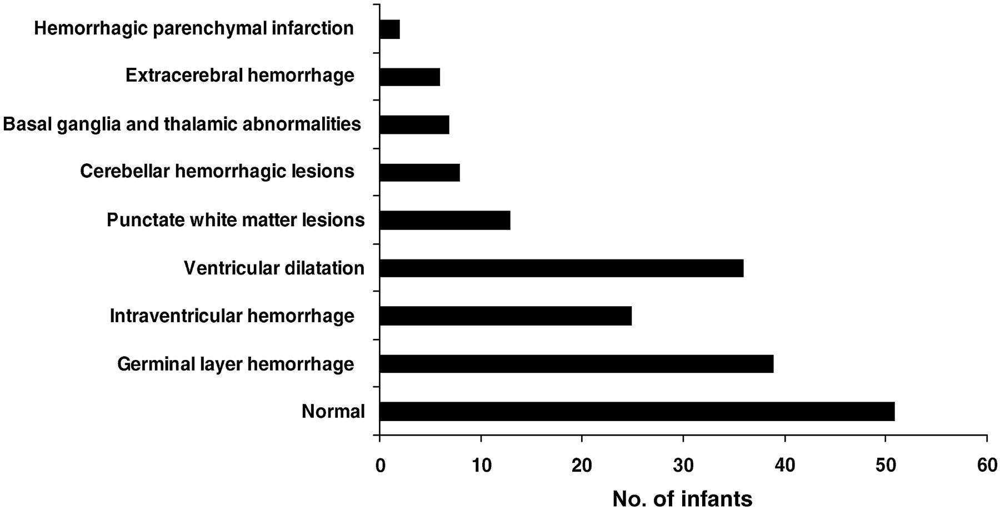 Hemorrhagic parenchymal infarction
Extracerebral hemorrhage
Basal ganglia and thalamic abnormalities
Cerebellar hemorrhagic lesions
Punctate white matter lesions
Ventricular dilatation
Intraventricular hemorrhage
Germinal layer hemorrhage
Normal
0 10 20 30 40 50 60
No. of infants